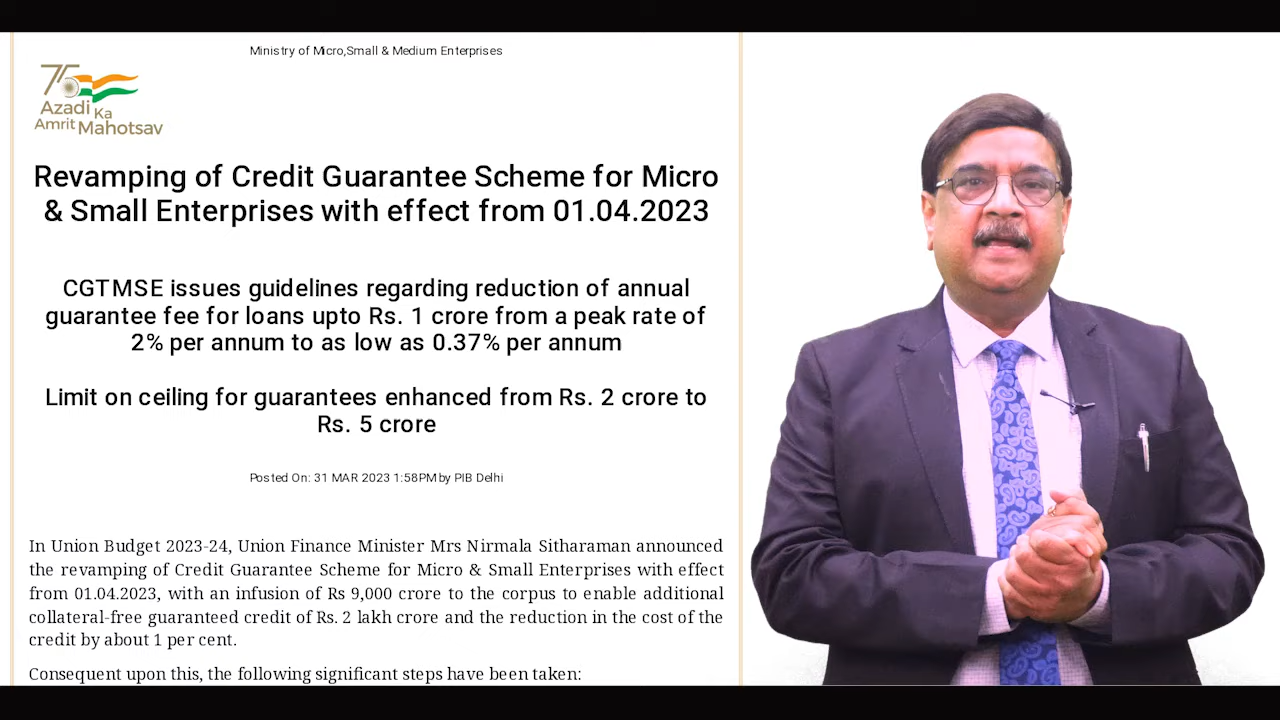 Ministry of Micro,Small & Medium Enterprises
75
Azadi Ka
Amrit Mahotsav
Revamping of Credit Guarantee Scheme for Micro
& Small Enterprises with effect from 01.04.2023
CGTMSE issues guidelines regarding reduction of annual
guarantee fee for loans upto Rs. 1 crore from a peak rate of
2% per annum to as low as 0.37% per annum
Limit on ceiling for guarantees enhanced from Rs. 2 crore to
Rs. 5 crore
Posted On: 31 MAR 2023 1:58PM by PIB Delhi
In Union Budget 2023-24, Union Finance Minister Mrs Nirmala Sitharaman announced
the revamping of Credit Guarantee Scheme for Micro & Small Enterprises with effect
from 01.04.2023, with an infusion of Rs 9,000 crore to the corpus to enable additional
collateral-free guaranteed credit of Rs. 2 lakh crore and the reduction in the cost of the
credit by about 1 per cent.
Consequent upon this, the following significant steps have been taken: